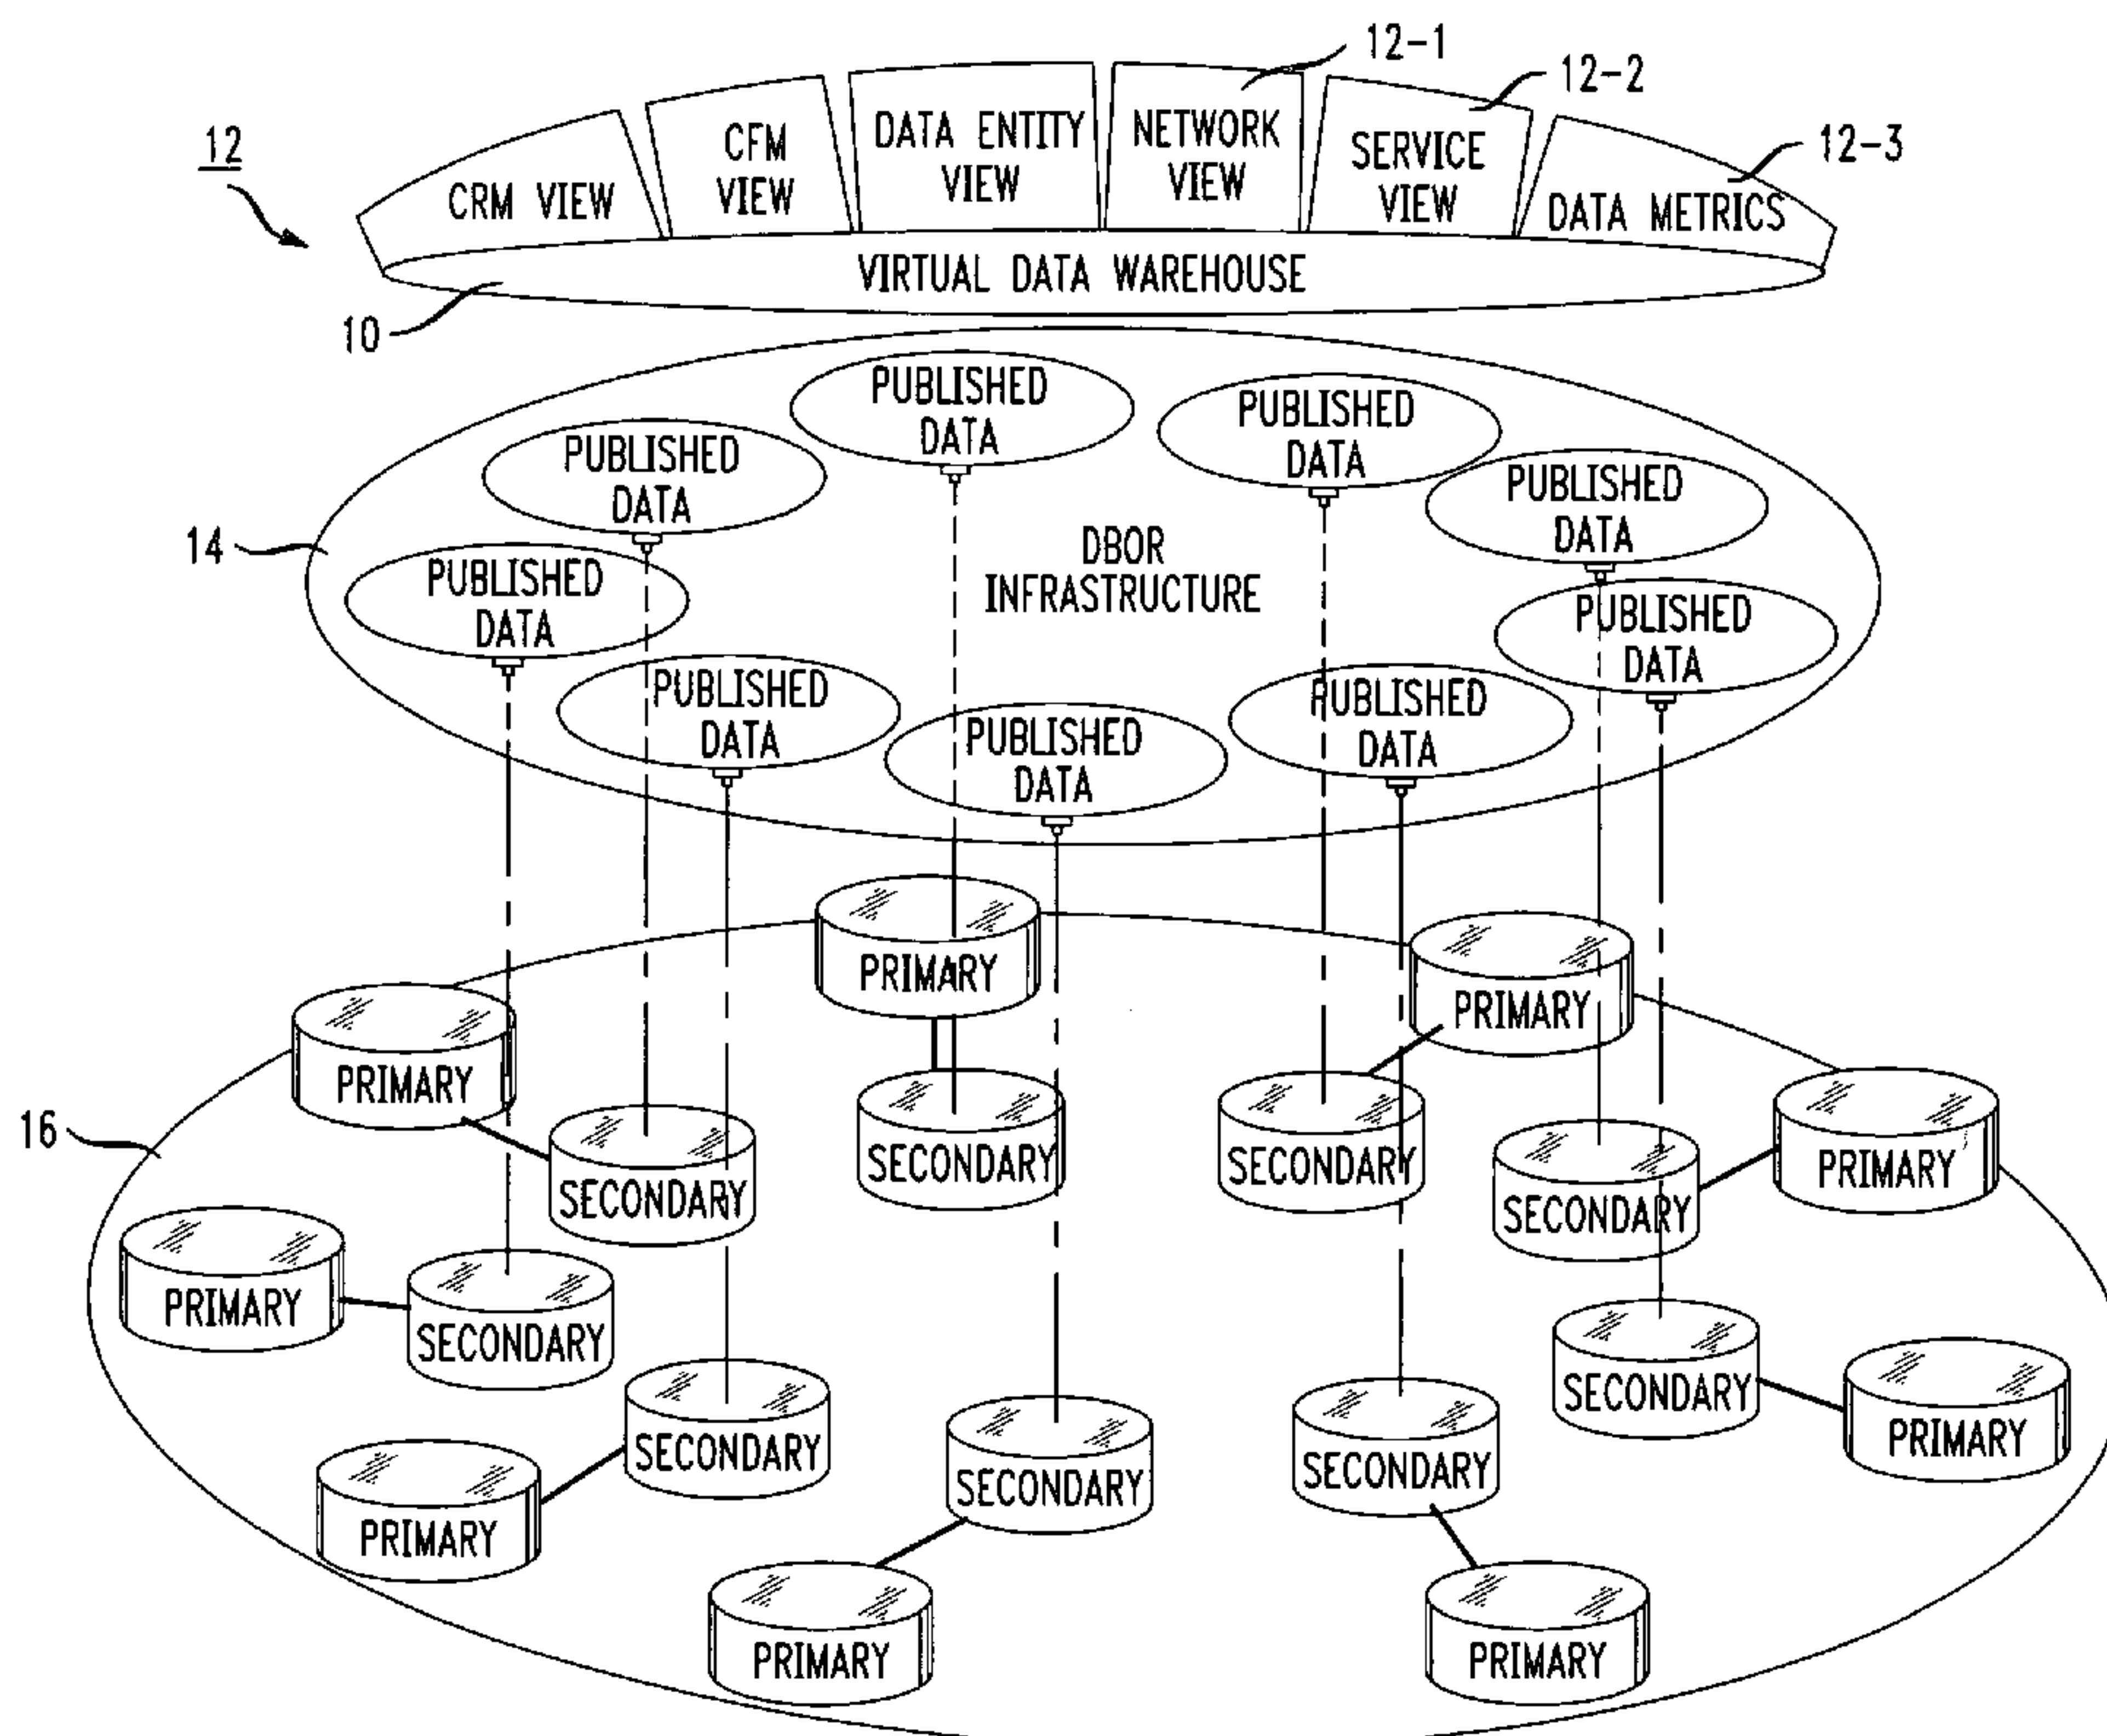 12-1
12-2
12-3
12
CRM VIEW
CFM
VIEW
DATA ENTITY
VIEW
NETWORK
VIEW
SERVICE
VIEW
DATA METRICS
VIRTUAL DATA WAREHOUSE
10
PUBLISHED
DATA
PUBLISHED
DATA
PUBLISHED
DATA
PUBLISHED
DATA
14
DBOR
INFRASTRUCTURE
PUBLISHED
DATA
PUBLISHED
DATA
PUBLISHED
DATA
PUBLISHED
DATA
PUBLISHED
DATA
PRIMARY
PRIMARY
PRIMARY
16
SECONDARY
SECONDARY
SECONDARY
SECONDARY
PRIMARY
PRIMARY
SECONDARY
SECONDARY
PRIMARY
SECONDARY
SECONDARY
SECONDARY
PRIMARY
PRIMARY
PRIMARY